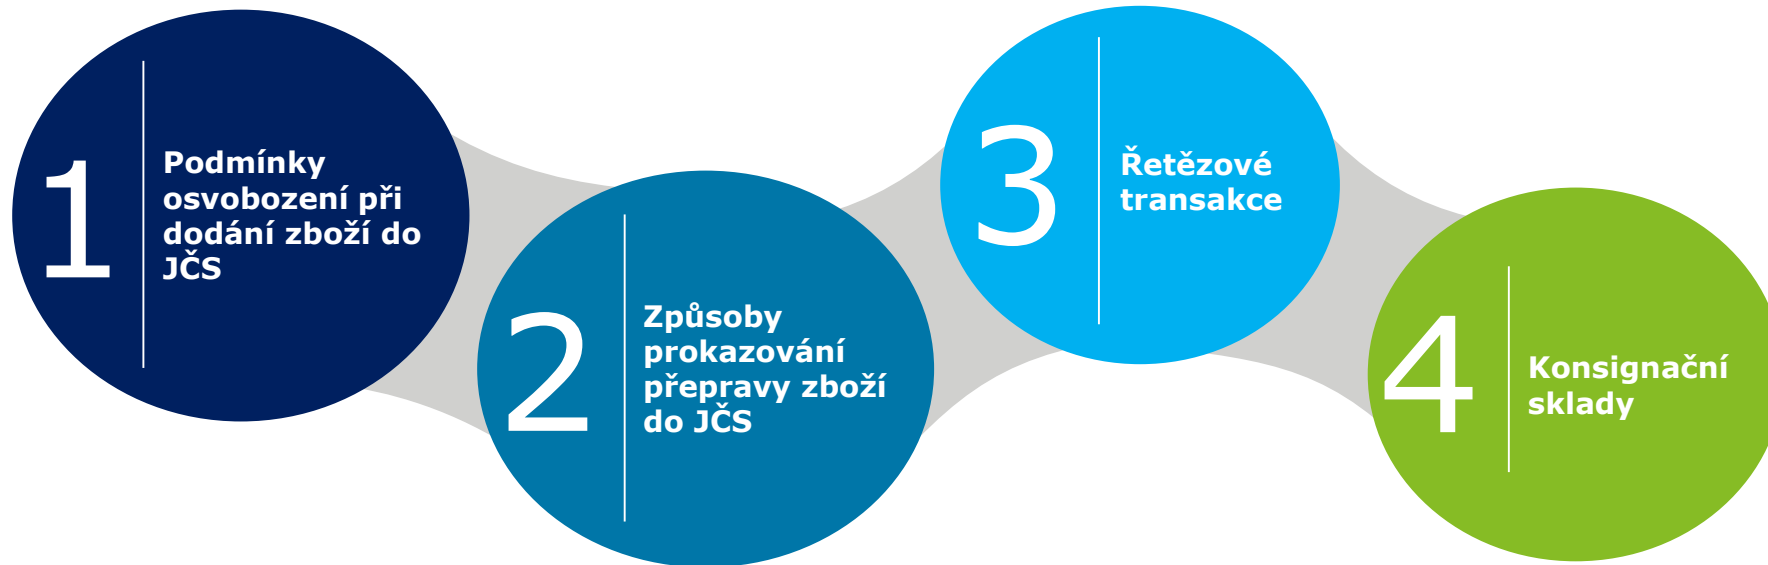 1
Podmínky
osvobození při
dodání zboží do
JČS
2
Způsoby
prokazování
přepravy zboží
do JČS
3
Řetězové
transakce
4
Konsignační
sklady